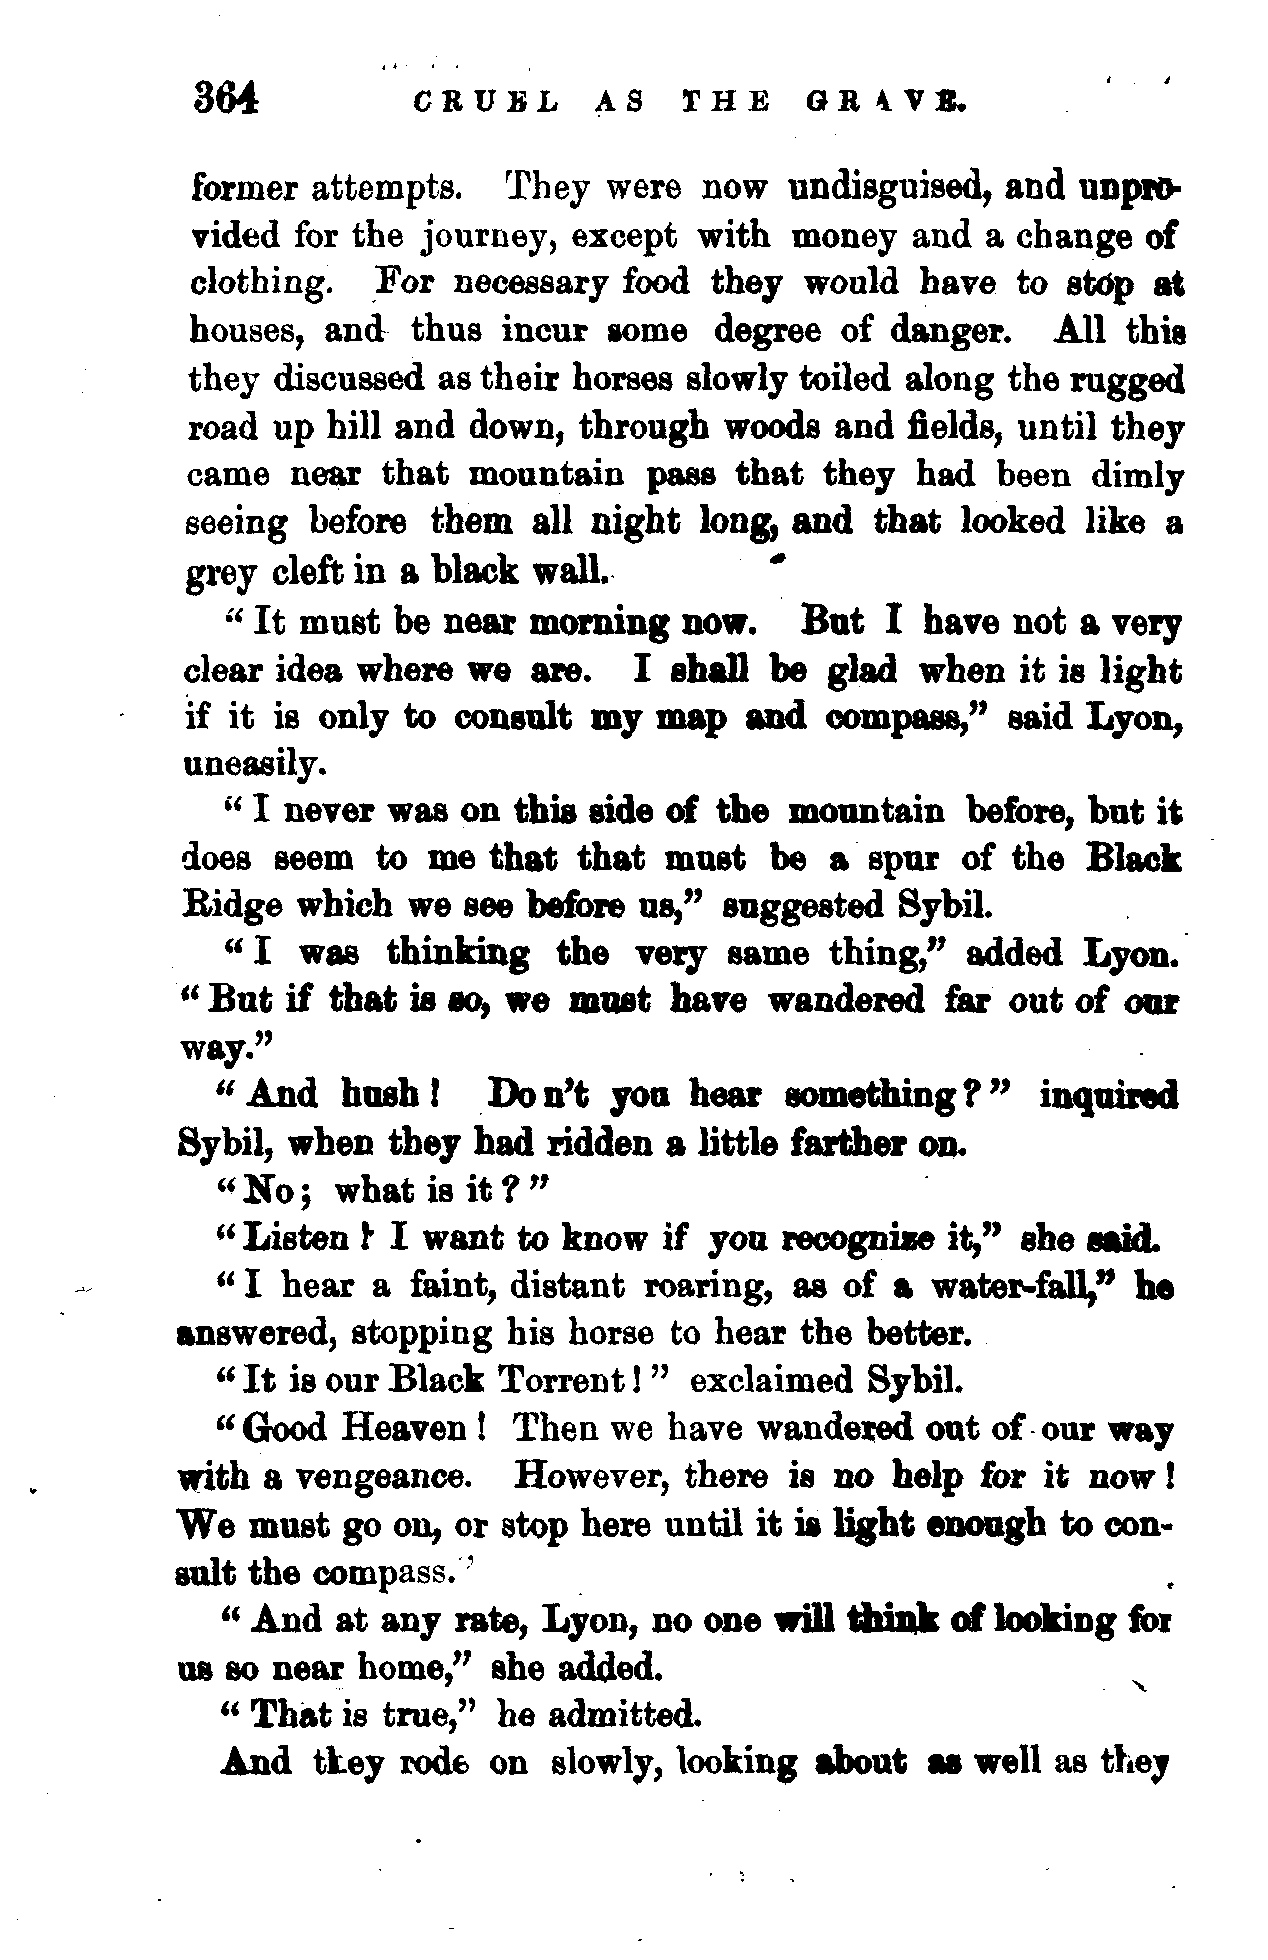 364 CRUEL AS THE GRAVE.
former attempts. They were now undisguised, and unpro-
vided for the journey, except with money and a change of
clothing. For necessary food they would have to stop at
houses, and thus incur some degree of danger. All this
they discussed as their horses slowly toiled along the rugged
road up hill and down, through woods and fields, until they
came near that mountain pass that they had been dimly
seeing before them all night long, and that looked like a
grey cleft in a black wall.
“It must be near morning now. But I have not a very
clear idea where we are. I shall be glad when it is light
if it is only to consult my map and compass,” said Lyon,
uneasily.
“I never was on this side of the mountain before, but it
does seem to me that that must be a spur of the Black
Ridge which we see before us,” suggested Sybil.
“I was thinking the very same thing,” added Lyon.
“But if that is so, we must have wandered far out of our
way.”
“And hush! Don’t you hear something?” inquired
Sybil, when they had ridden a little farther on.
“No; what is it?”
“Listen! I want to know if you recognize it,” she said.
“I hear a faint, distant roaring, as of a water-fall,” he
answered, stopping his horse to hear the better.
“It is our Black Torrent!” exclaimed Sybil.
“Good Heaven! Then we have wandered out of our way
with a vengeance. However, there is no help for it now!
We must go on, or stop here until it is light enough to con-
sult the compass.”
“And at any rate, Lyon, no one will think of looking for
us so near home,” she added.
“That is true,” he admitted.
And they rode on slowly, looking about as well as they